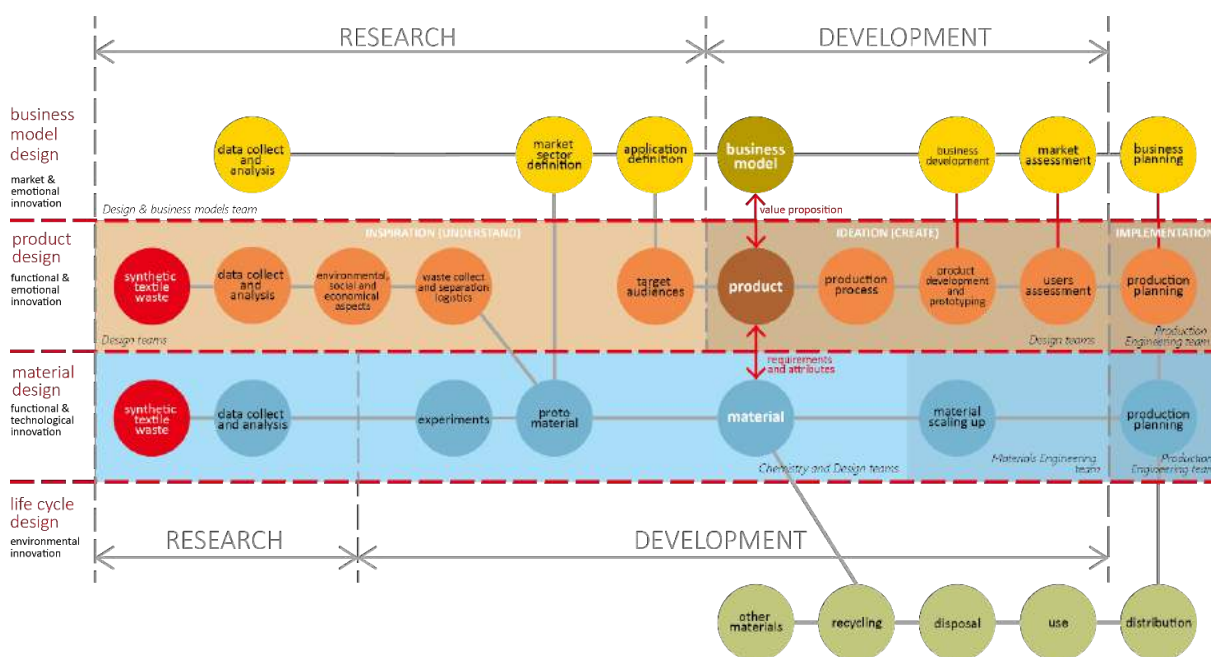 RESEARCH
DEVELOPMENT
business
model
design
market &
emotional
innovation
data collect
and
analysis
market
sector
definition
application
definition
business
model
business
development
market
assessment
business
planning
Design & business models team
value proposition
product
design
functional &
emotional
innovation
INSPIRATION (UNDERSTAND)
IDEATION (CREATE)
IMPLEMENTATION
synthetic
textile
waste
data collect
and
analysis
environmental,
social and
economical
aspects
waste collect
and separation
logistics
target
audiences
product
production
process
product
development
and
prototyping
users
assessment
production
planning
Design teams
Design teams
Production
Engineering team
requirements
and attributes
material
design
functional &
technological
innovation
synthetic
textile
waste
data collect
and analysis
experiments
proto
material
material
material
scaling up
production
planning
Chemistry and Design teams
Materials Engineering
team
Production
Engineering team
life cycle
design
environmental
innovation
RESEARCH
DEVELOPMENT
other
materials
recycling
disposal
use
distribution